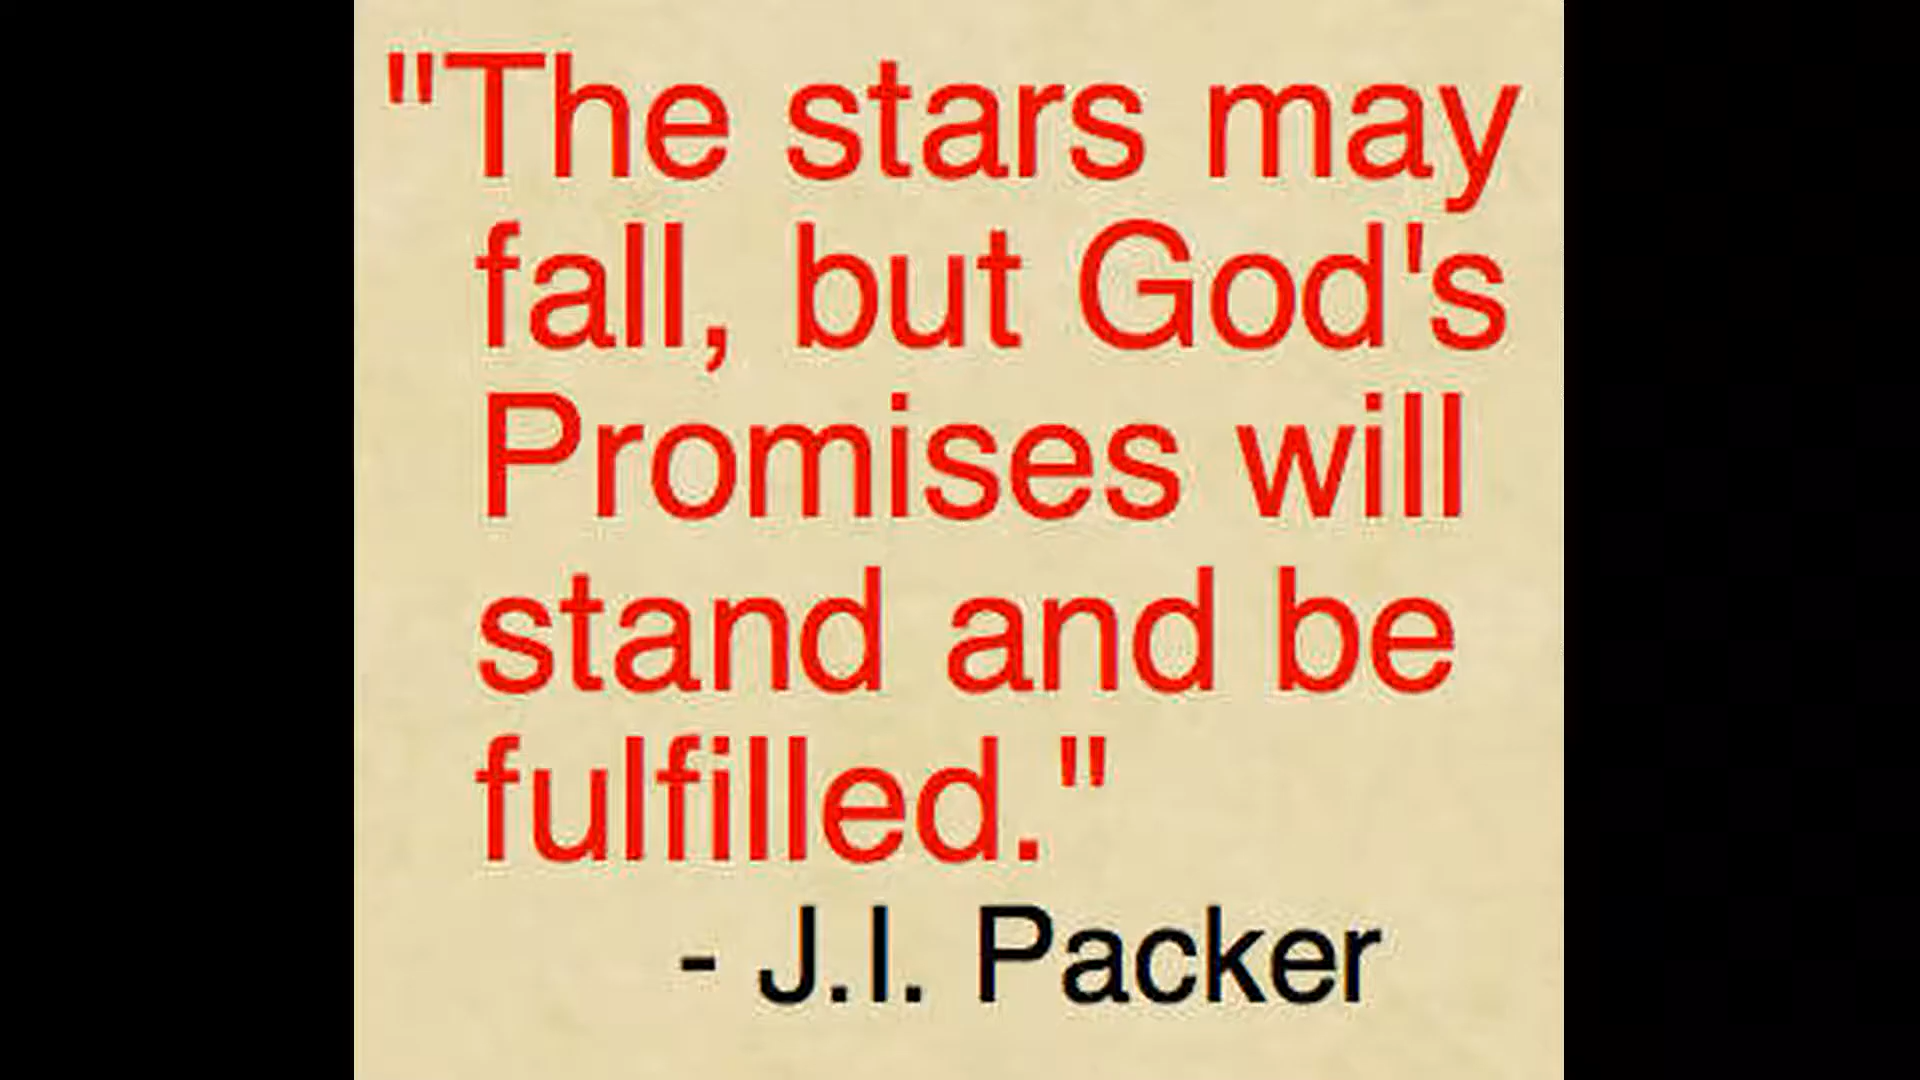 "The stars may
fall, but God's
Promises will
stand and be
fulfilled."
- J.I. Packer